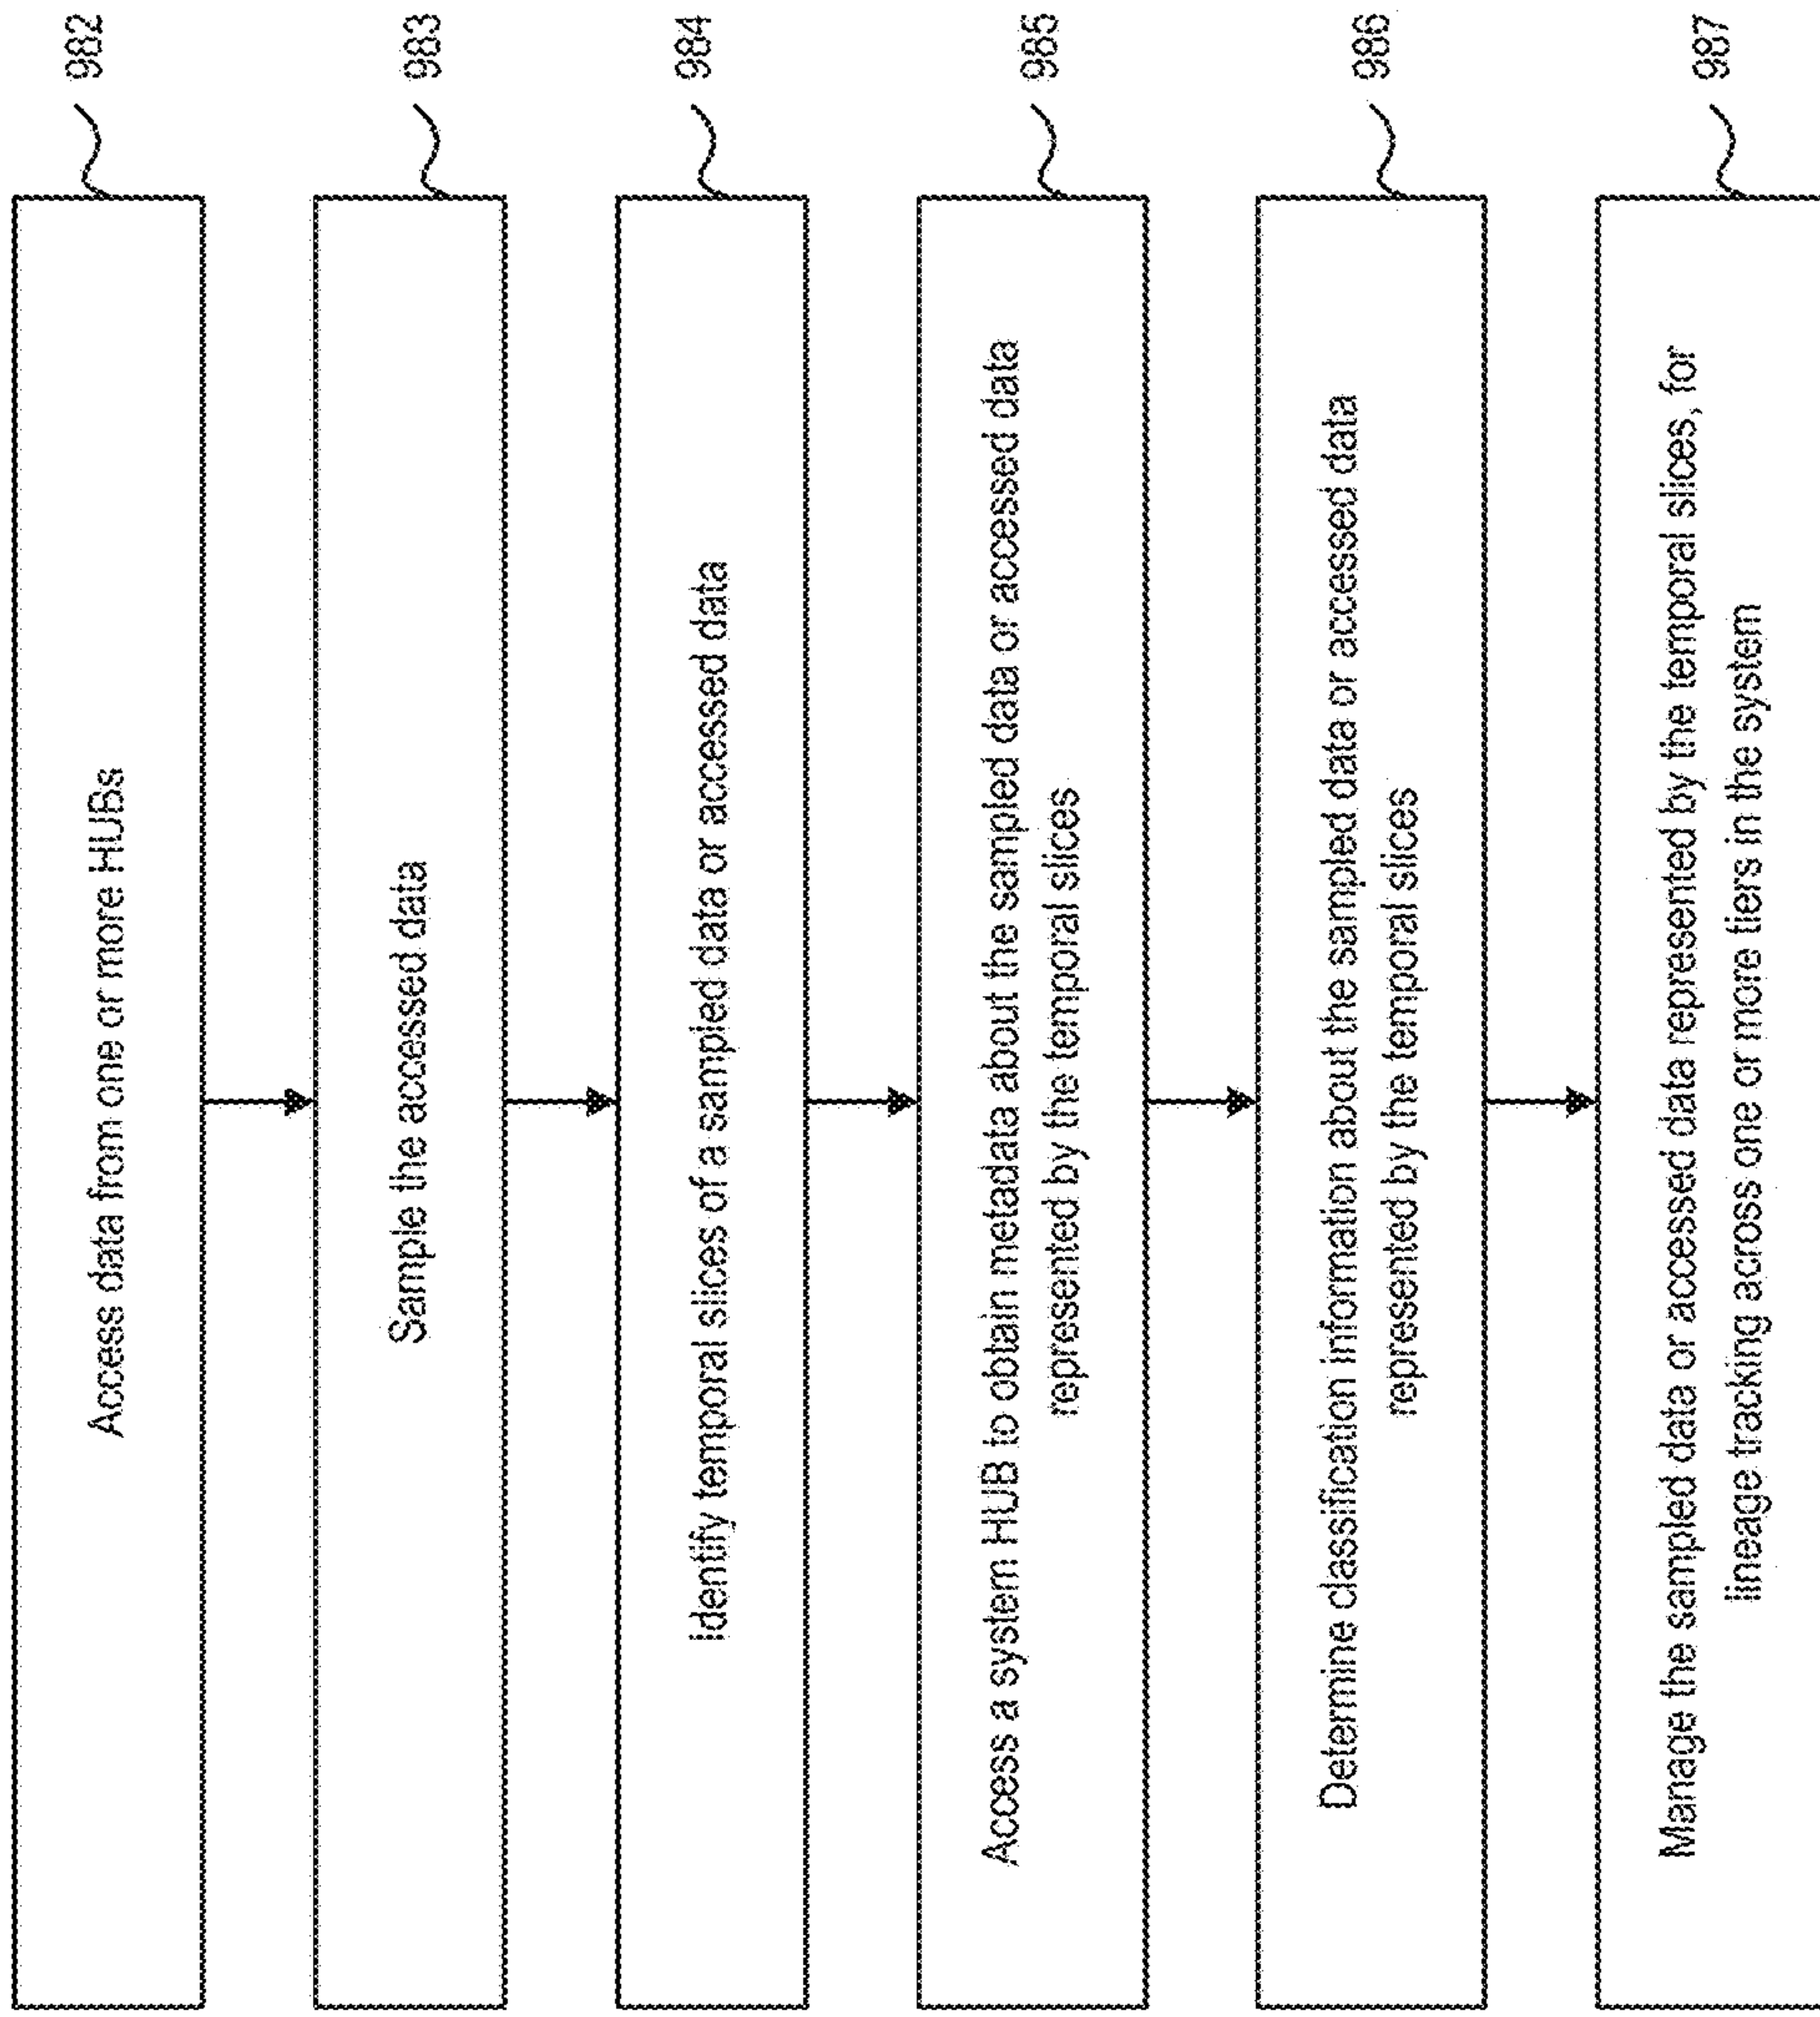 Access data from one or more HUBs
982
Sample the accessed data
983
Identify temporal slices of a sampled data or accessed data
984
Access a system HUB to obtain metadata about the sampled data or accessed data
represented by the temporal slices
985
Determine classification information about the sampled data or accessed data
represented by the temporal slices
986
Manage the sampled data or accessed data represented by the temporal slices, for
lineage tracking across one or more tiers in the system
987